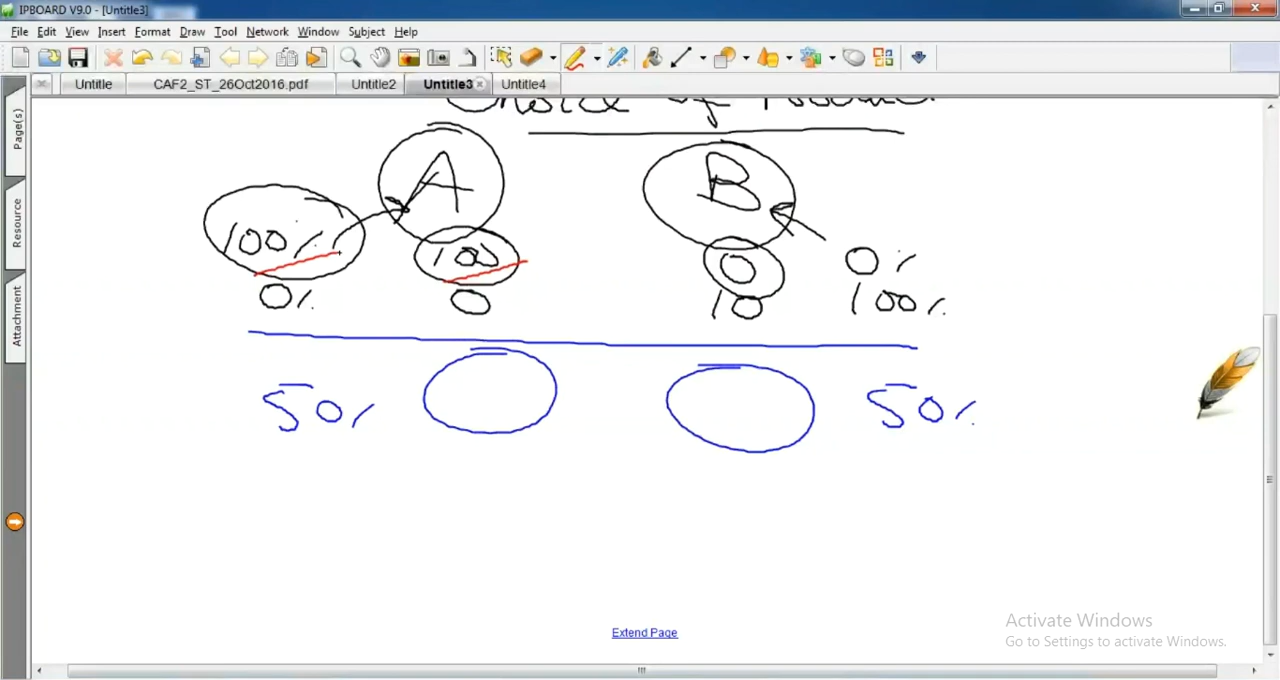 IPBOARD V9.0 - [Untitle3]
File Edit View Insert Format Draw Tool Network Window Subject Help
Untitle CAF2_ST_26Oct2016.pdf Untitle2 Untitle3 Untitle4
Page(s)
Resource
Attachment
Choice of
A B
100% 100 0 0%
0% 0 10 100%
50% 50%
Extend Page
Activate Windows
Go to Settings to activate Windows.